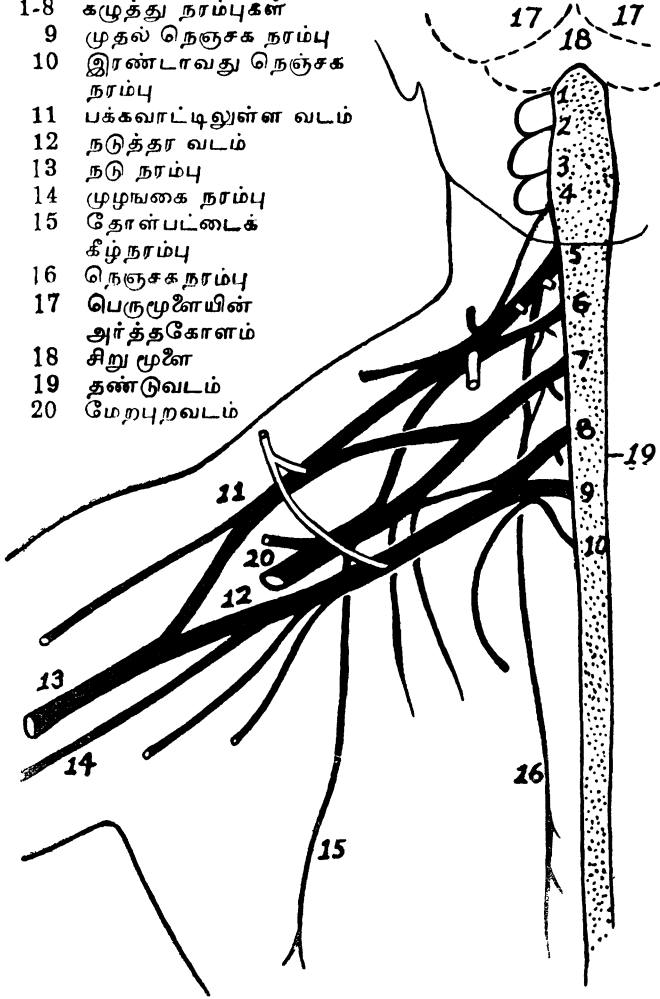 1-8 கழுத்து நரம்புகள்
9 முதல் நெஞசக நரம்பு
10 இரண்டாவது நெஞ்சக
நரம்பு
11 பக்கவாட்டிலுள்ள வடம்
12 நடுத்தர வடம்
13 நடு நரம்பு
14 முழஙகை நரம்பு
15 தோள்பட்டைக்
கீழ்நரம்பு
16 நெஞசகநரம்பு
17 பெருமூளையின்
அர்த்தகோளம்
18 சிறு மூளை
19 தண்டுவடம்
20 மேறபுறவடம்
17 17
18
1
2
3
4
5
6
7
8
19
9
11
10
20
12
13
14
16
15